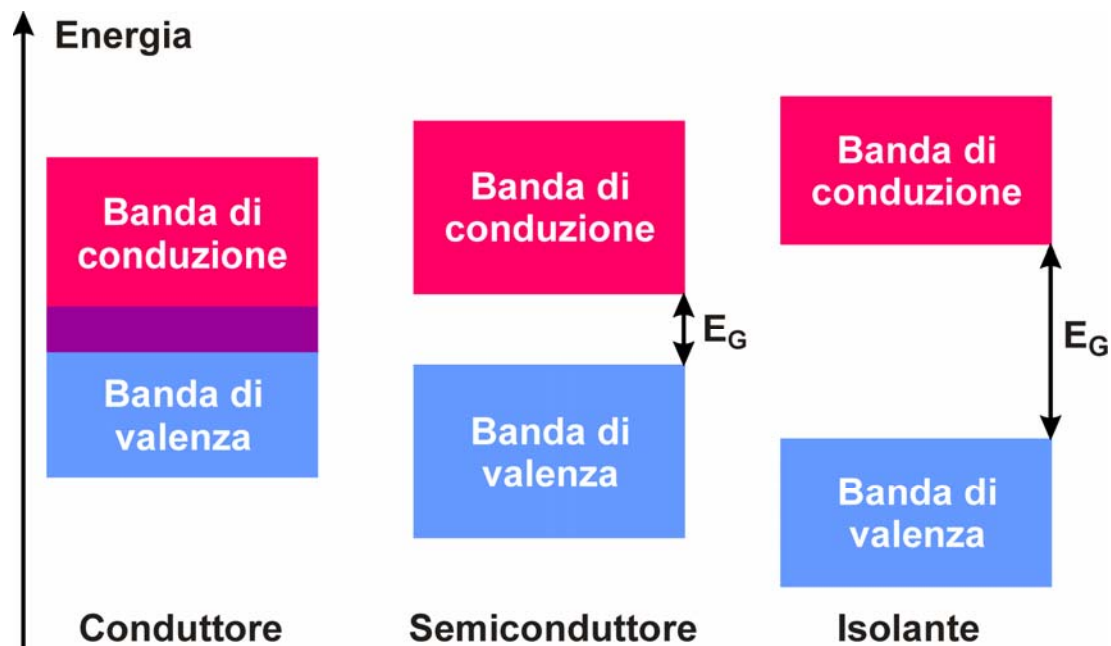 Energia
Banda di
conduzione
Banda di
valenza
Conduttore
Banda di
conduzione
E_G
Banda di
valenza
Semiconduttore
Banda di
conduzione
E_G
Banda di
valenza
Isolante